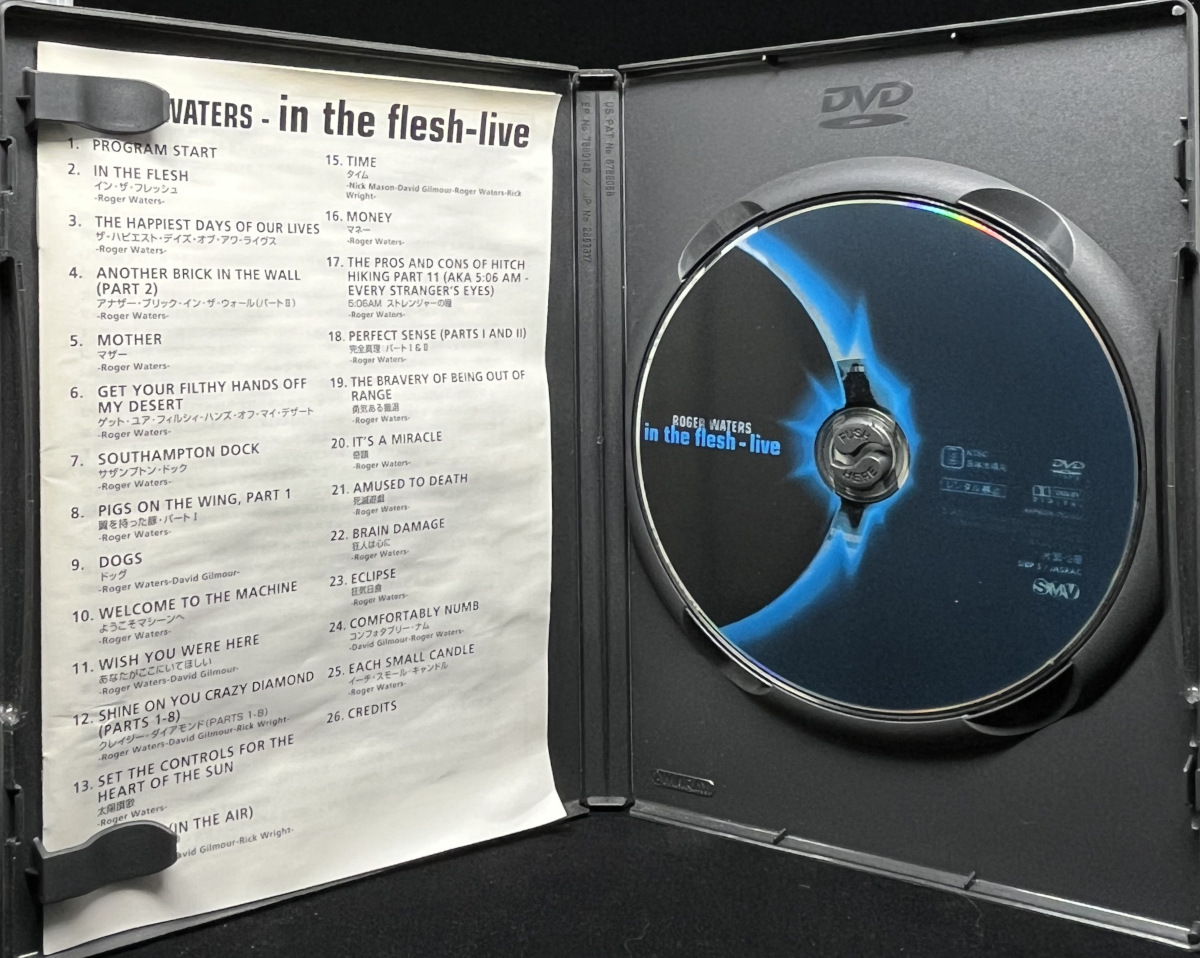 WATERS - in the flesh-live
1. PROGRAM START
2. IN THE FLESH
イン・ザ・フレッシュ
-Roger Waters-
3. THE HAPPIEST DAYS OF OUR LIVES
ザ・ハピエスト・デイズ・オブ・アワ・ライヴス
-Roger Waters-
4. ANOTHER BRICK IN THE WALL
(PART 2)
アナザー・ブリック・イン・ザ・ウォール(パートⅡ)
-Roger Waters-
5. MOTHER
マザー
-Roger Waters-
6. GET YOUR FILTHY HANDS OFF
MY DESERT
ゲット・ユア・フィルシィ・ハンズ・オフ・マイ・デザート
-Roger Waters-
7. SOUTHAMPTON DOCK
サザンプトン・ドック
-Roger Waters-
8. PIGS ON THE WING, PART 1
翼を持った豚・パートⅠ
-Roger Waters-
9. DOGS
ドッグ
-Roger Waters-David Gilmour-
10. WELCOME TO THE MACHINE
ようこそマシーンへ
-Roger Waters-
11. WISH YOU WERE HERE
あなたがここにいてほしい
-Roger Waters-David Gilmour-
12. SHINE ON YOU CRAZY DIAMOND
(PARTS 1-8)
クレイジー・ダイアモンド(PARTS 1-8)
-Roger Waters-David Gilmour-Rick Wright-
13. SET THE CONTROLS FOR THE
HEART OF THE SUN
太陽讃歌
-Roger Waters-
(IN THE AIR)
David Gilmour-Rick Wright-
15. TIME
タイム
-Nick Mason-David Gilmour-Roger Waters-Rick
Wright-
16. MONEY
マネー
-Roger Waters-
17. THE PROS AND CONS OF HITCH
HIKING PART 11 (AKA 5:06 AM -
EVERY STRANGER'S EYES)
5:06AM ストレンジャーの瞳
-Roger Waters-
18. PERFECT SENSE (PARTS I AND II)
完全真理 パートⅠ&Ⅱ
-Roger Waters-
19. THE BRAVERY OF BEING OUT OF
RANGE
勇気ある撤退
-Roger Waters-
20. IT'S A MIRACLE
奇蹟
-Roger Waters-
21. AMUSED TO DEATH
死滅遊戯
-Roger Waters-
22. BRAIN DAMAGE
狂人は心に
-Roger Waters-
23. ECLIPSE
狂気日食
-Roger Waters-
24. COMFORTABLY NUMB
コンフォタブリー・ナム
-David Gilmour-Roger Waters-
25. EACH SMALL CANDLE
イーチ・スモール・キャンドル
-Roger Waters-
26. CREDITS
DVD
ROGER WATERS
in the flesh - live
PUSH
HERE
NTSC
DVD
レンタル禁止
SMV